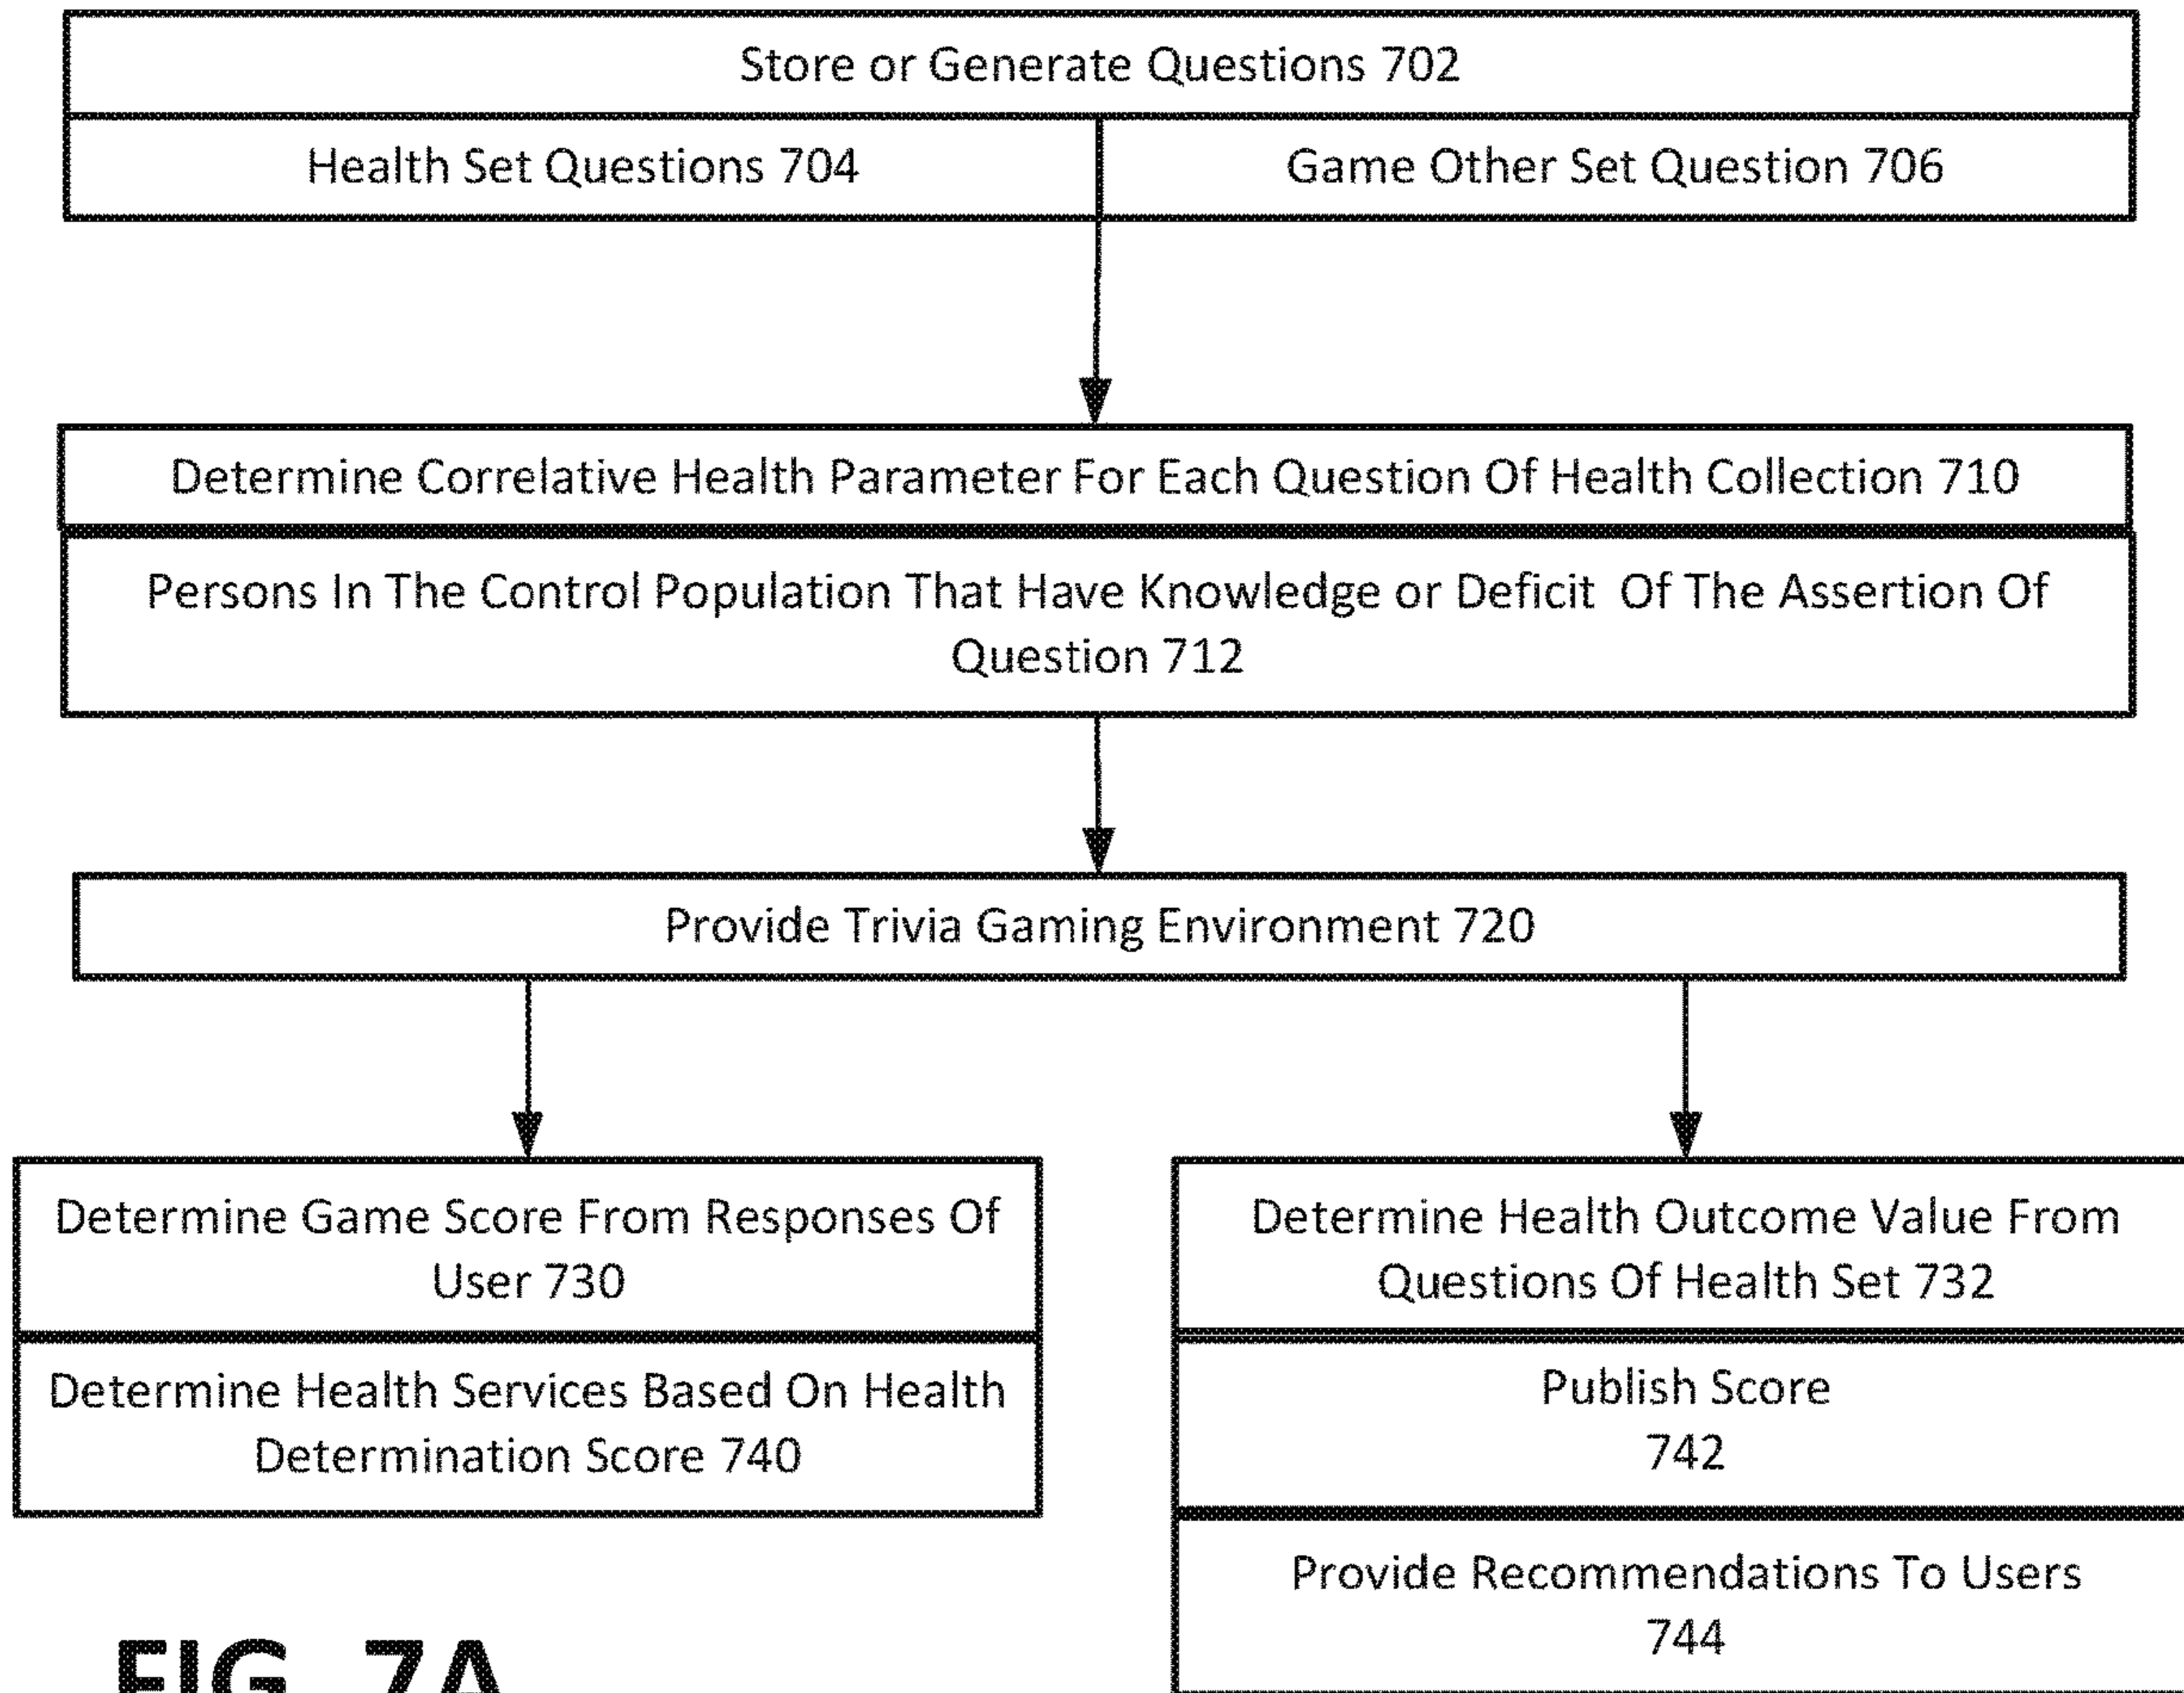 Store or Generate Questions 702
Health Set Questions 704
Game Other Set Question 706
Determine Correlative Health Parameter For Each Question Of Health Collection 710
Persons In The Control Population That Have Knowledge or Deficit Of The Assertion Of
Question 712
Provide Trivia Gaming Environment 720
Determine Game Score From Responses Of
User 730
Determine Health Services Based On Health
Determination Score 740
Determine Health Outcome Value From
Questions Of Health Set 732
Publish Score
742
Provide Recommendations To Users
744
FIG. 7A